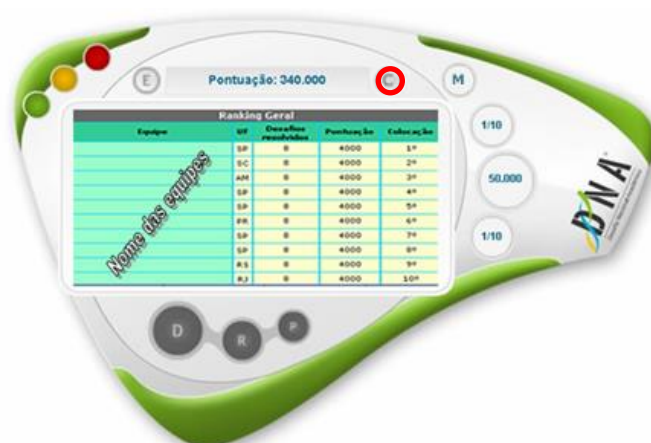 E
Pontuação: 340.000
C
M
Ranking Geral
Equipe UF Desafios resolvidos Pontuação Colocação
SP 8 4000 1º
SC 8 4000 2º
AM 8 4000 3º
SP 8 4000 4º
SP 8 4000 5º
PR 8 4000 6º
SP 8 4000 7º
SP 8 4000 8º
RS 8 4000 9º
RJ 8 4000 10º
Nome das equipes
1/10
50.000
1/10
DNA
D
R
P